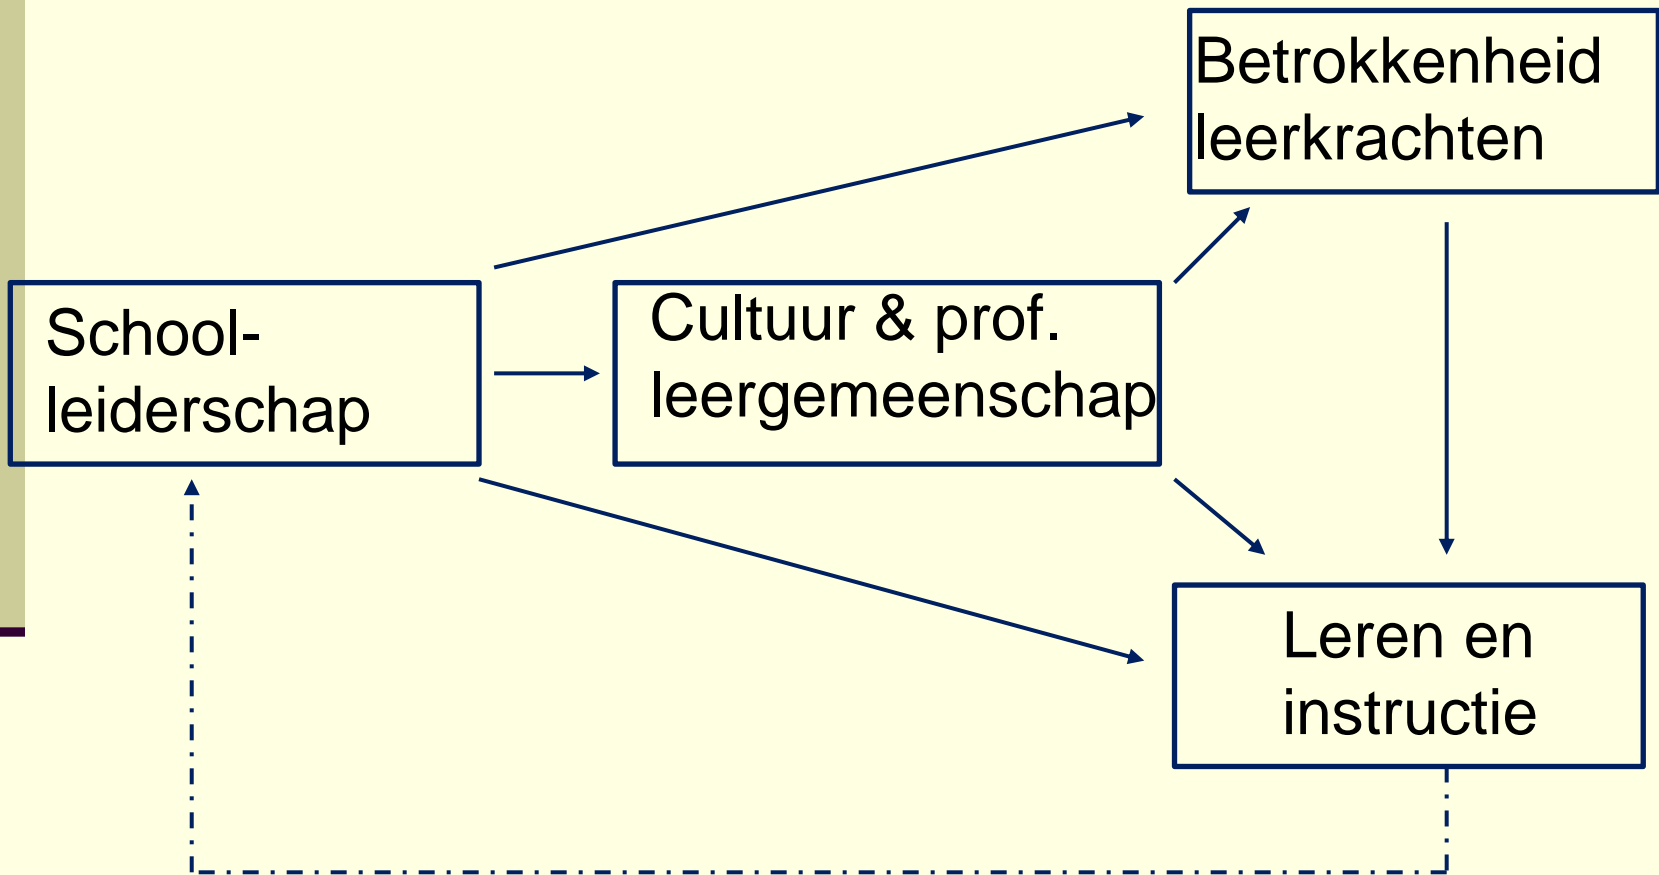 Betrokkenheid
leerkrachten
School-
leiderschap
Cultuur & prof.
leergemeenschap
Leren en
instructie